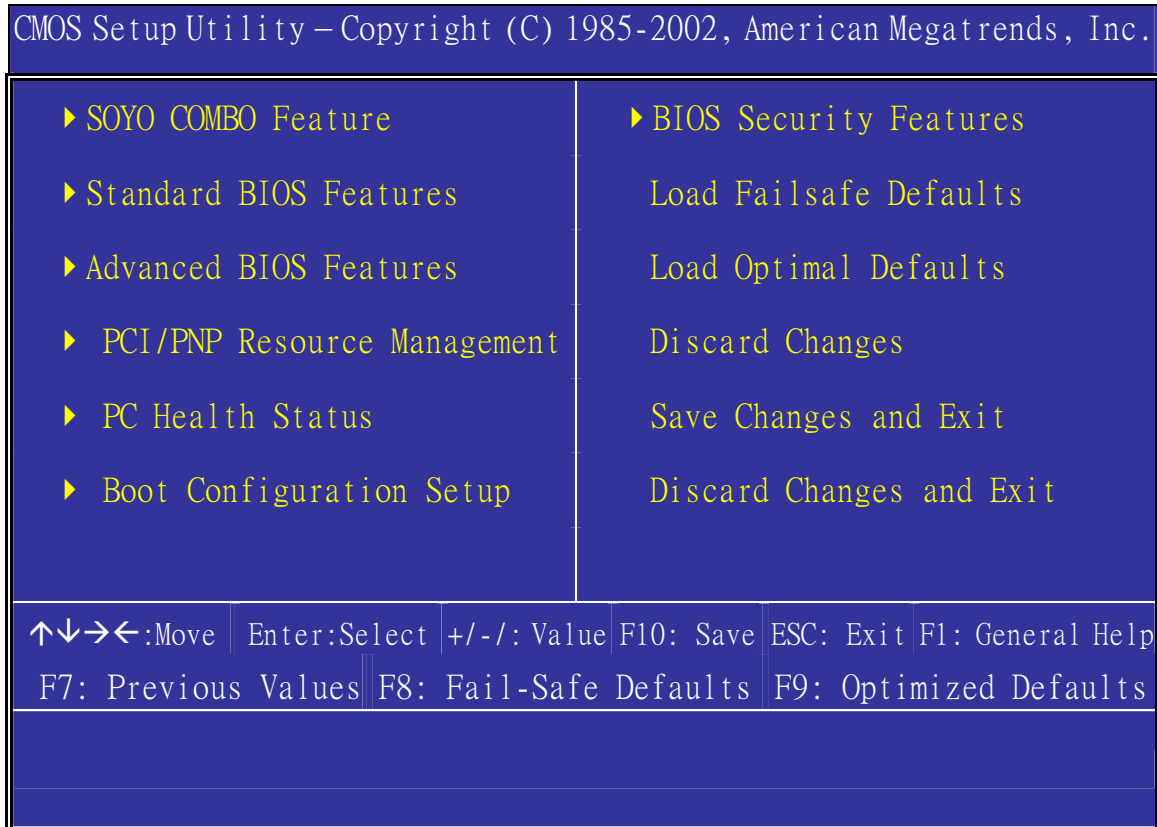 CMOS Setup Utility – Copyright (C) 1985-2002, American Megatrends, Inc.
SOYO COMBO Feature
Standard BIOS Features
Advanced BIOS Features
PCI/PNP Resource Management
PC Health Status
Boot Configuration Setup
BIOS Security Features
Load Failsafe Defaults
Load Optimal Defaults
Discard Changes
Save Changes and Exit
Discard Changes and Exit
↑↓→←:Move Enter:Select +/-/: Value F10: Save ESC: Exit F1: General Help
F7: Previous Values F8: Fail-Safe Defaults F9: Optimized Defaults